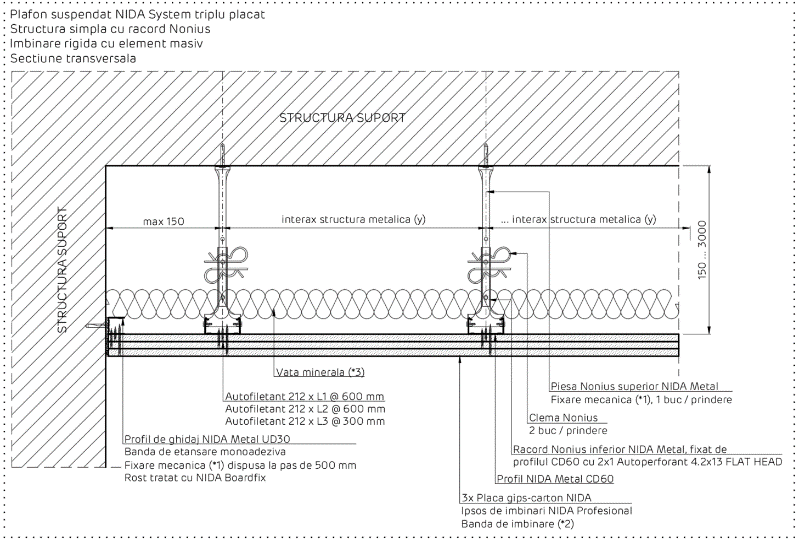 Plafon suspendat NIDA System triplu placat
Structura simpla cu racord Nonius
Imbinare rigida cu element masiv
Sectiune transversala
STRUCTURA SUPORT
STRUCTURA SUPORT
max 150
interax structura metalica (y)
... interax structura metalica (y)
150 ... 3000
Vata minerala (*3)
Autofiletant 212 x L1 @ 600 mm
Autofiletant 212 x L2 @ 600 mm
Autofiletant 212 x L3 @ 300 mm
Profil de ghidaj NIDA Metal UD30
Banda de etansare monoadeziva
Fixare mecanica (*1) dispusa la pas de 500 mm
Rost tratat cu NIDA Boardfix
Piesa Nonius superior NIDA Metal
Fixare mecanica (*1), 1 buc / prindere
Clema Nonius
2 buc / prindere
Racord Nonius inferior NIDA Metal, fixat de
profilul CD60 cu 2x1 Autoperforant 4.2x13 FLAT HEAD
Profil NIDA Metal CD60
3x Placa gips-carton NIDA
Ipsos de imbinari NIDA Profesional
Banda de imbinare (*2)